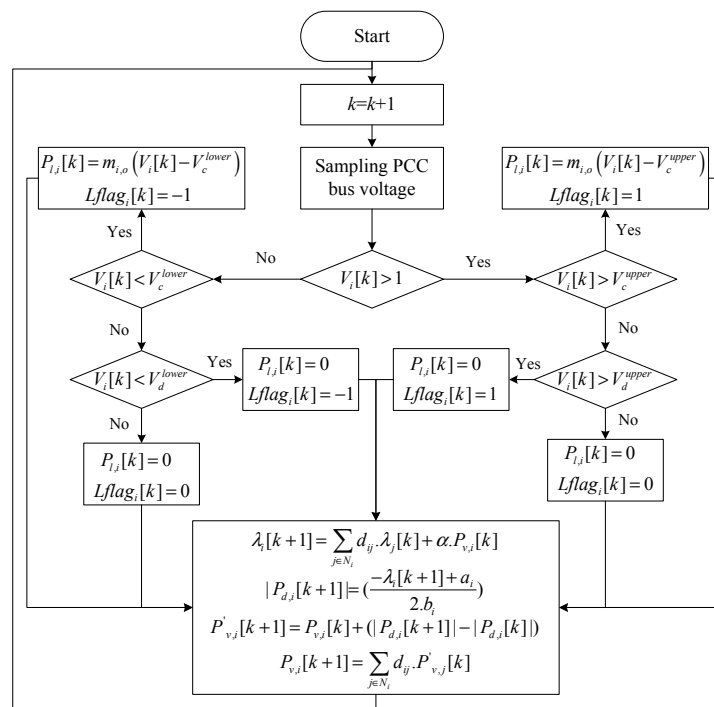 Start
k=k+1
P_{l,i}[k]=m_{i,o}(V_i[k]−V_c^{lower})
Lflag_i[k]=−1
Sampling PCC
bus voltage
P_{l,i}[k]=m_{i,o}(V_i[k]−V_c^{upper})
Lflag_i[k]=1
Yes
Yes
V_i[k]<V_c^{lower}
No
V_i[k]>1
Yes
V_i[k]>V_c^{upper}
No
No
V_i[k]<V_d^{lower}
Yes
P_{l,i}[k]=0
Lflag_i[k]=−1
P_{l,i}[k]=0
Lflag_i[k]=1
Yes
V_i[k]>V_d^{upper}
No
No
P_{l,i}[k]=0
Lflag_i[k]=0
P_{l,i}[k]=0
Lflag_i[k]=0
λ_i[k+1]=∑_{j∈N_i} d_{ij}.λ_j[k]+α.P_{v,i}[k]
|P_{d,i}[k+1]|=(\frac{−λ_i[k+1]+a_i}{2.b_i})
P^'_{v,i}[k+1]=P_{v,i}[k]+(|P_{d,i}[k+1]|−|P_{d,i}[k]|)
P_{v,i}[k+1]=∑_{j∈N_i} d_{ij}.P^'_{v,j}[k]